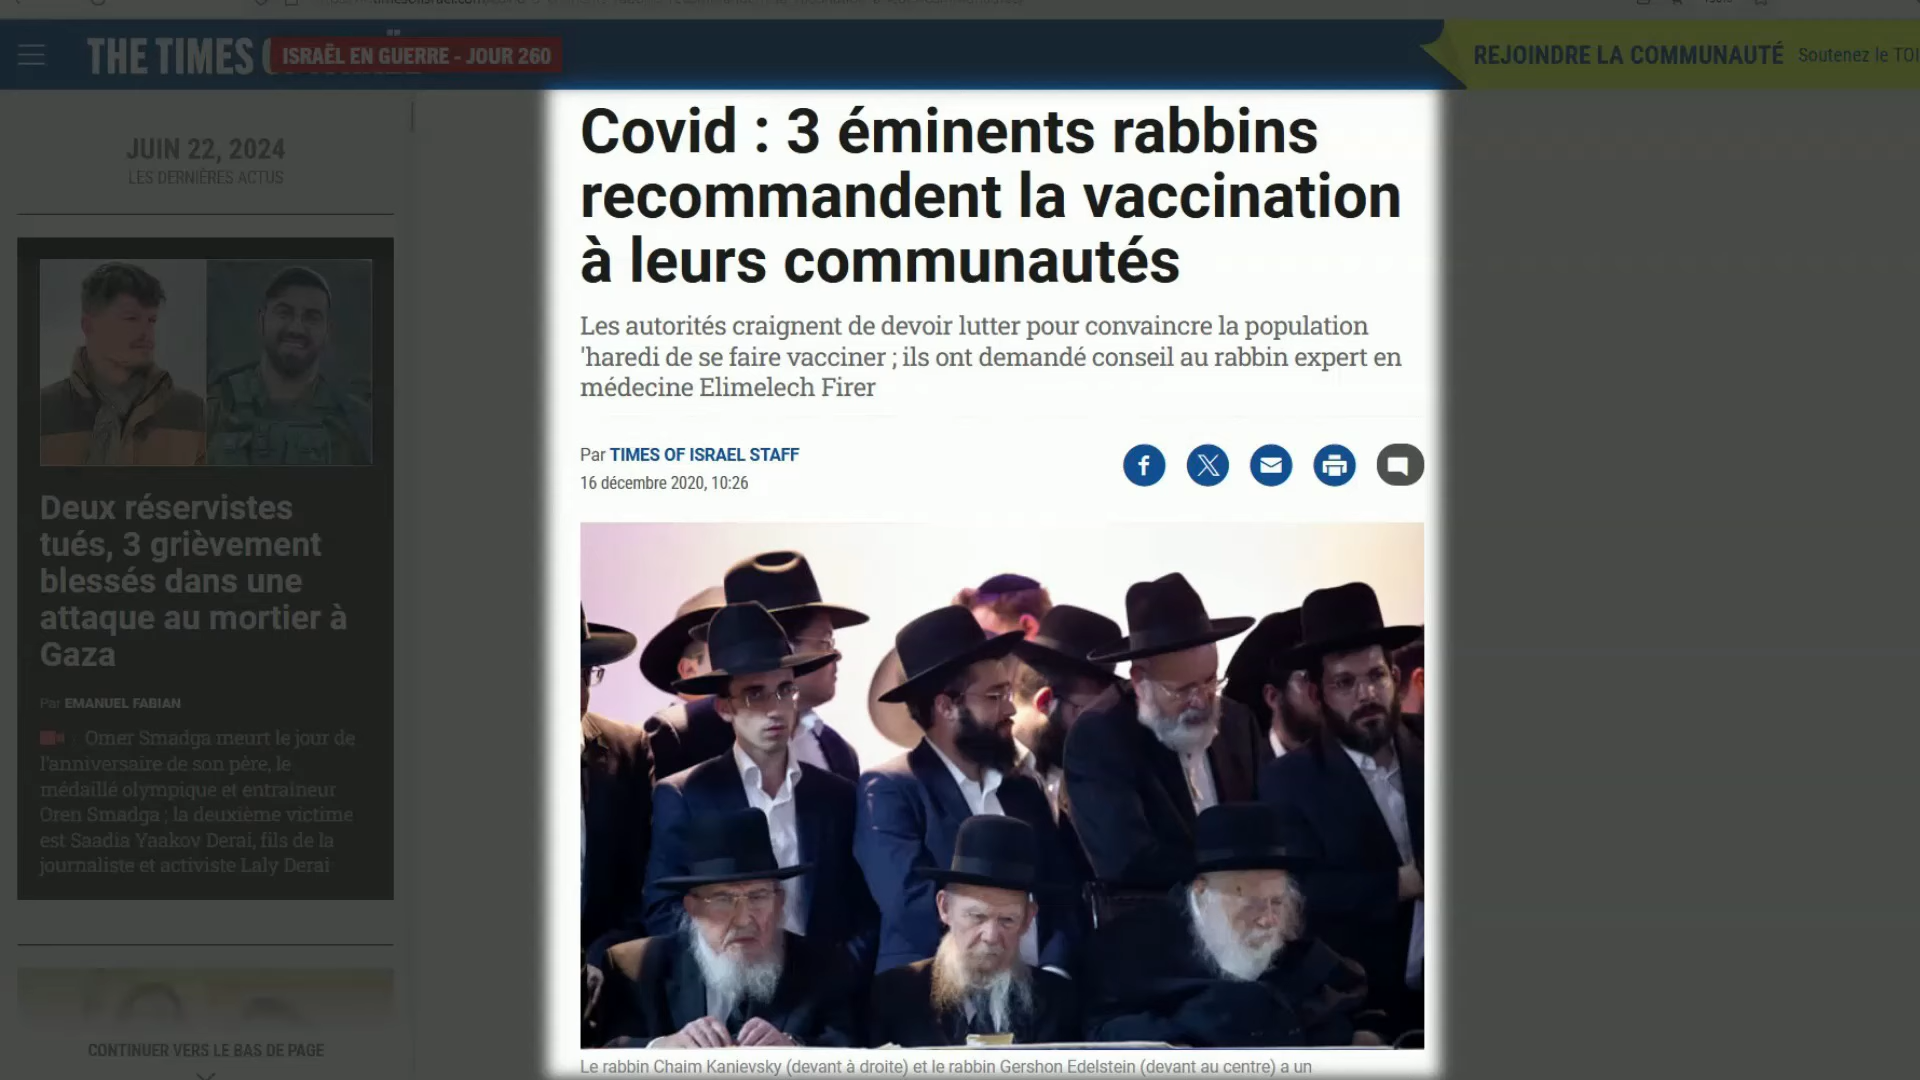 THE TIMES
ISRAËL EN GUERRE - JOUR 260
REJOINDRE LA COMMUNAUTÉ
Soutenez le TOI
JUIN 22, 2024
LES DERNIÈRES ACTUS
Deux réservistes
tués, 3 grièvement
blessés dans une
attaque au mortier à
Gaza
Par EMANUEL FABIAN
Omer Smadga meurt le jour de
l'anniversaire de son père, le
médaillé olympique et entraîneur
Oren Smadga ; la deuxième victime
est Saadia Yaakov Derai, fils de la
journaliste et activiste Laly Derai
CONTINUER VERS LE BAS DE PAGE
Covid : 3 éminents rabbins
recommandent la vaccination
à leurs communautés
Les autorités craignent de devoir lutter pour convaincre la population
'haredi de se faire vacciner ; ils ont demandé conseil au rabbin expert en
médecine Elimelech Firer
Par TIMES OF ISRAEL STAFF
16 décembre 2020, 10:26
Le rabbin Chaim Kanievsky (devant à droite) et le rabbin Gershon Edelstein (devant au centre) a un